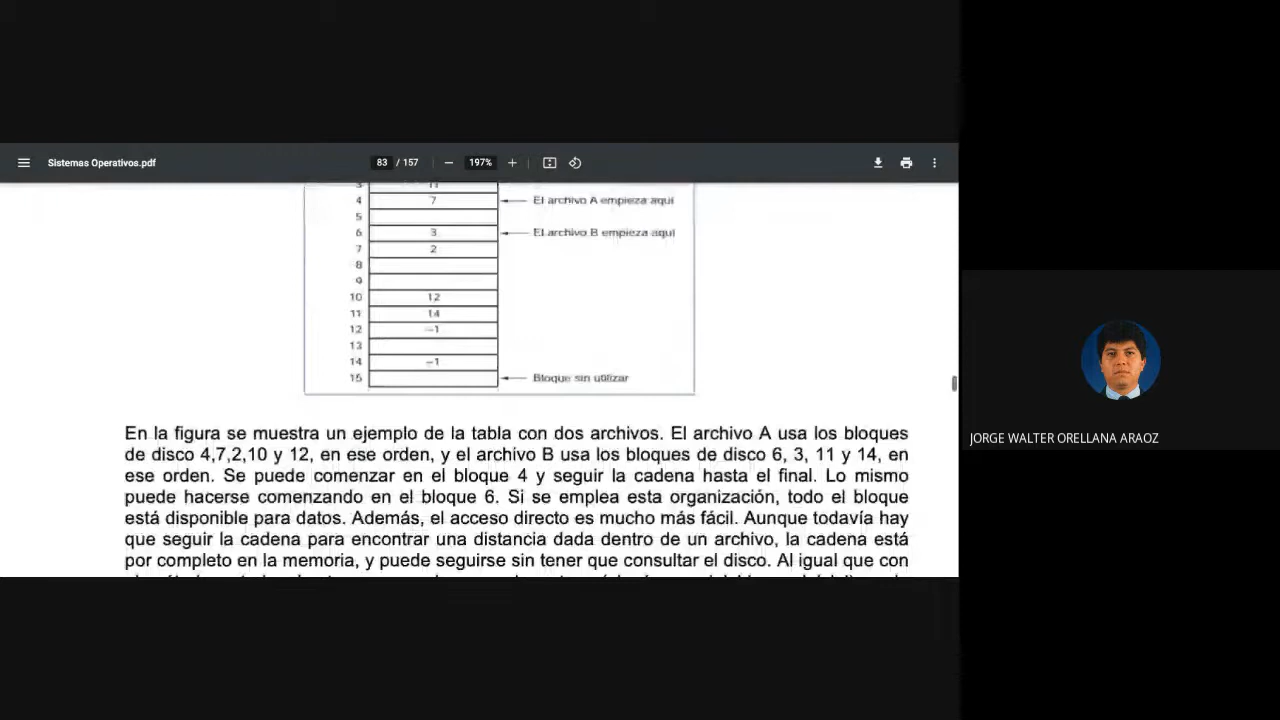 Sistemas Operativos.pdf
83 / 157
197%
3 11
4 7 El archivo A empieza aquí
5
6 3 El archivo B empieza aquí
7 2
8
9
10 12
11 14
12 −1
13
14 −1
15 Bloque sin utilizar
En la figura se muestra un ejemplo de la tabla con dos archivos. El archivo A usa los bloques
de disco 4,7,2,10 y 12, en ese orden, y el archivo B usa los bloques de disco 6, 3, 11 y 14, en
ese orden. Se puede comenzar en el bloque 4 y seguir la cadena hasta el final. Lo mismo
puede hacerse comenzando en el bloque 6. Si se emplea esta organización, todo el bloque
está disponible para datos. Además, el acceso directo es mucho más fácil. Aunque todavía hay
que seguir la cadena para encontrar una distancia dada dentro de un archivo, la cadena está
por completo en la memoria, y puede seguirse sin tener que consultar el disco. Al igual que con
JORGE WALTER ORELLANA ARAOZ